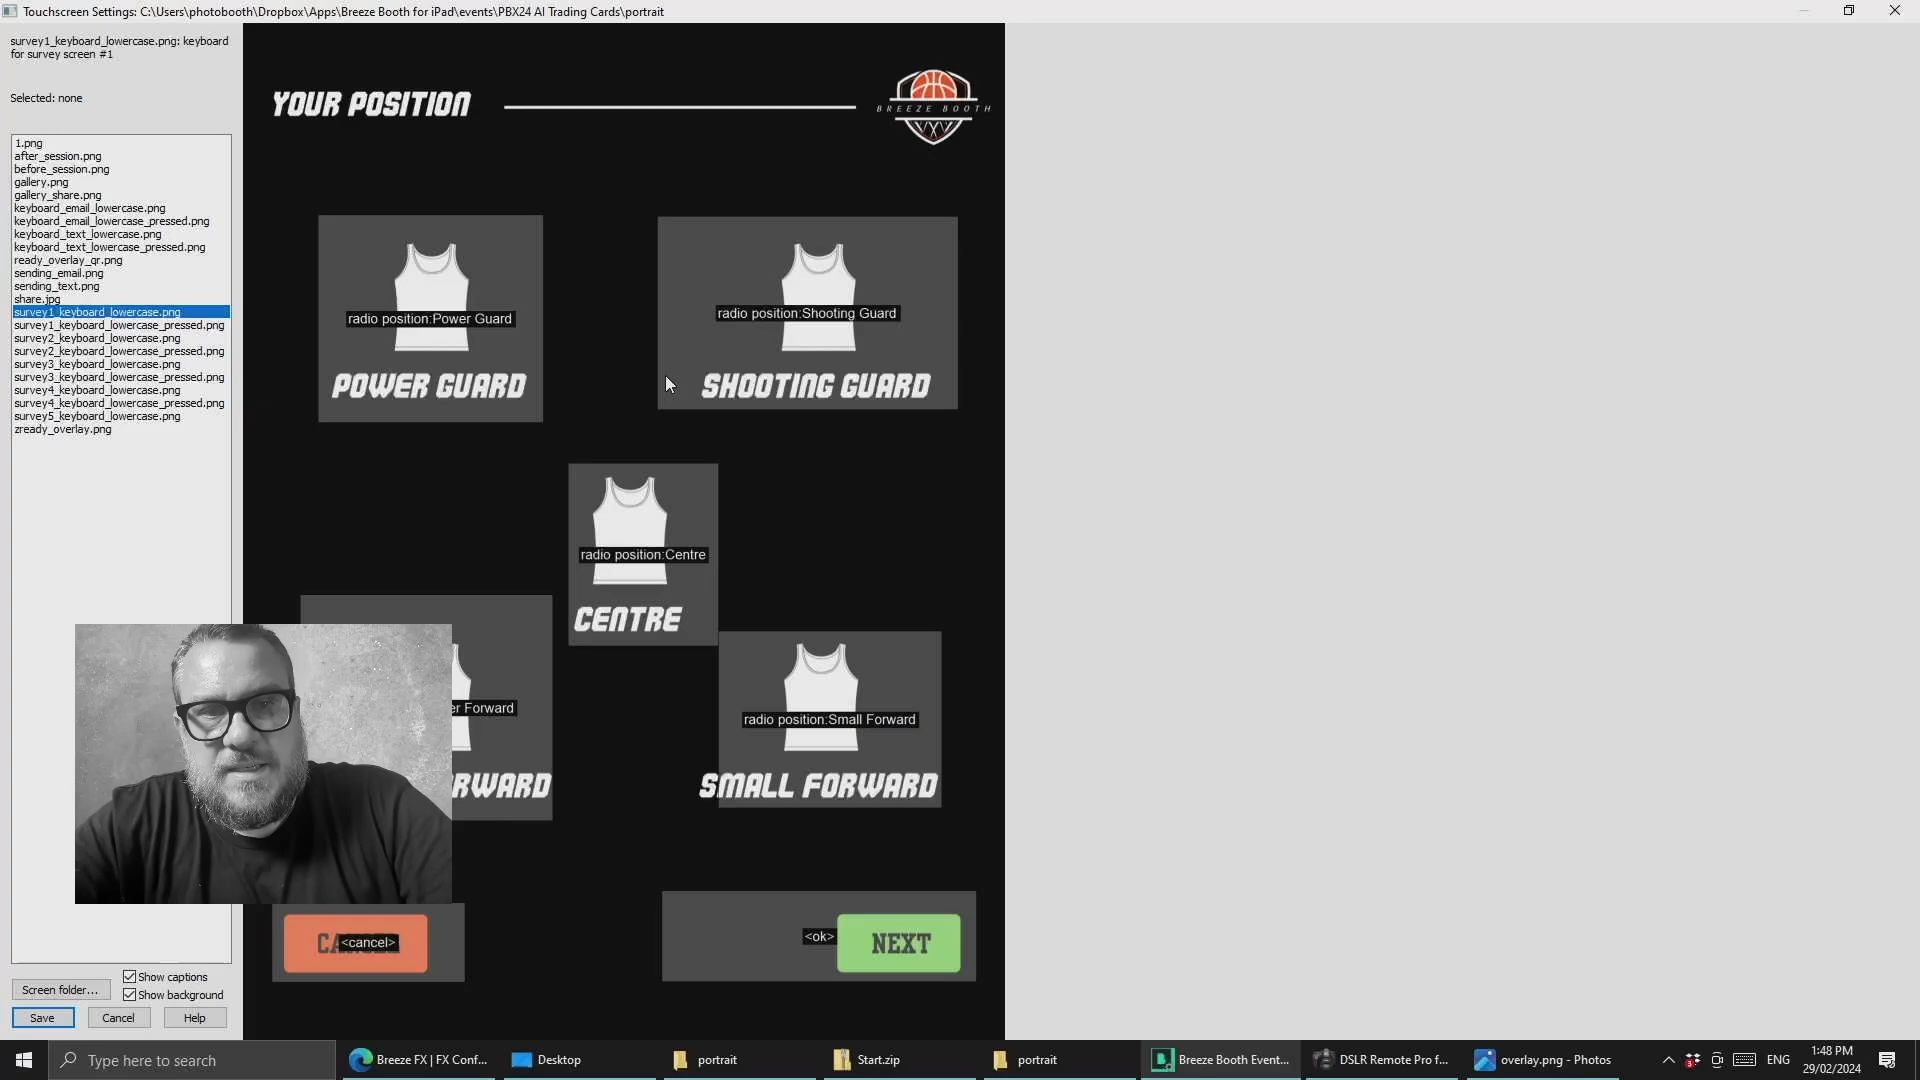 Touchscreen Settings: C:\Users\photobooth\Dropbox\Apps\Breeze Booth for iPad\events\PBX24 AI Trading Cards\portrait
survey1_keyboard_lowercase.png: keyboard
for survey screen #1
Selected: none
1.png
after_session.png
before_session.png
gallery.png
gallery_share.png
keyboard_email_lowercase.png
keyboard_email_lowercase_pressed.png
keyboard_text_lowercase.png
keyboard_text_lowercase_pressed.png
ready_overlay_qr.png
sending_email.png
sending_text.png
share.jpg
survey1_keyboard_lowercase.png
survey1_keyboard_lowercase_pressed.png
survey2_keyboard_lowercase.png
survey2_keyboard_lowercase_pressed.png
survey3_keyboard_lowercase.png
survey3_keyboard_lowercase_pressed.png
survey4_keyboard_lowercase.png
survey4_keyboard_lowercase_pressed.png
survey5_keyboard_lowercase.png
zready_overlay.png
YOUR POSITION
BREEZE BOOTH
radio position:Power Guard
POWER GUARD
radio position:Shooting Guard
SHOOTING GUARD
radio position:Centre
CENTRE
er Forward
RWARD
radio position:Small Forward
SMALL FORWARD
<cancel>
<ok>
NEXT
Show captions
Screen folder...
Show background
Save
Cancel
Help
Type here to search
Breeze FX | FX Conf...
Desktop
portrait
Start.zip
portrait
Breeze Booth Event...
DSLR Remote Pro f...
overlay.png - Photos
ENG
1:48 PM
29/02/2024